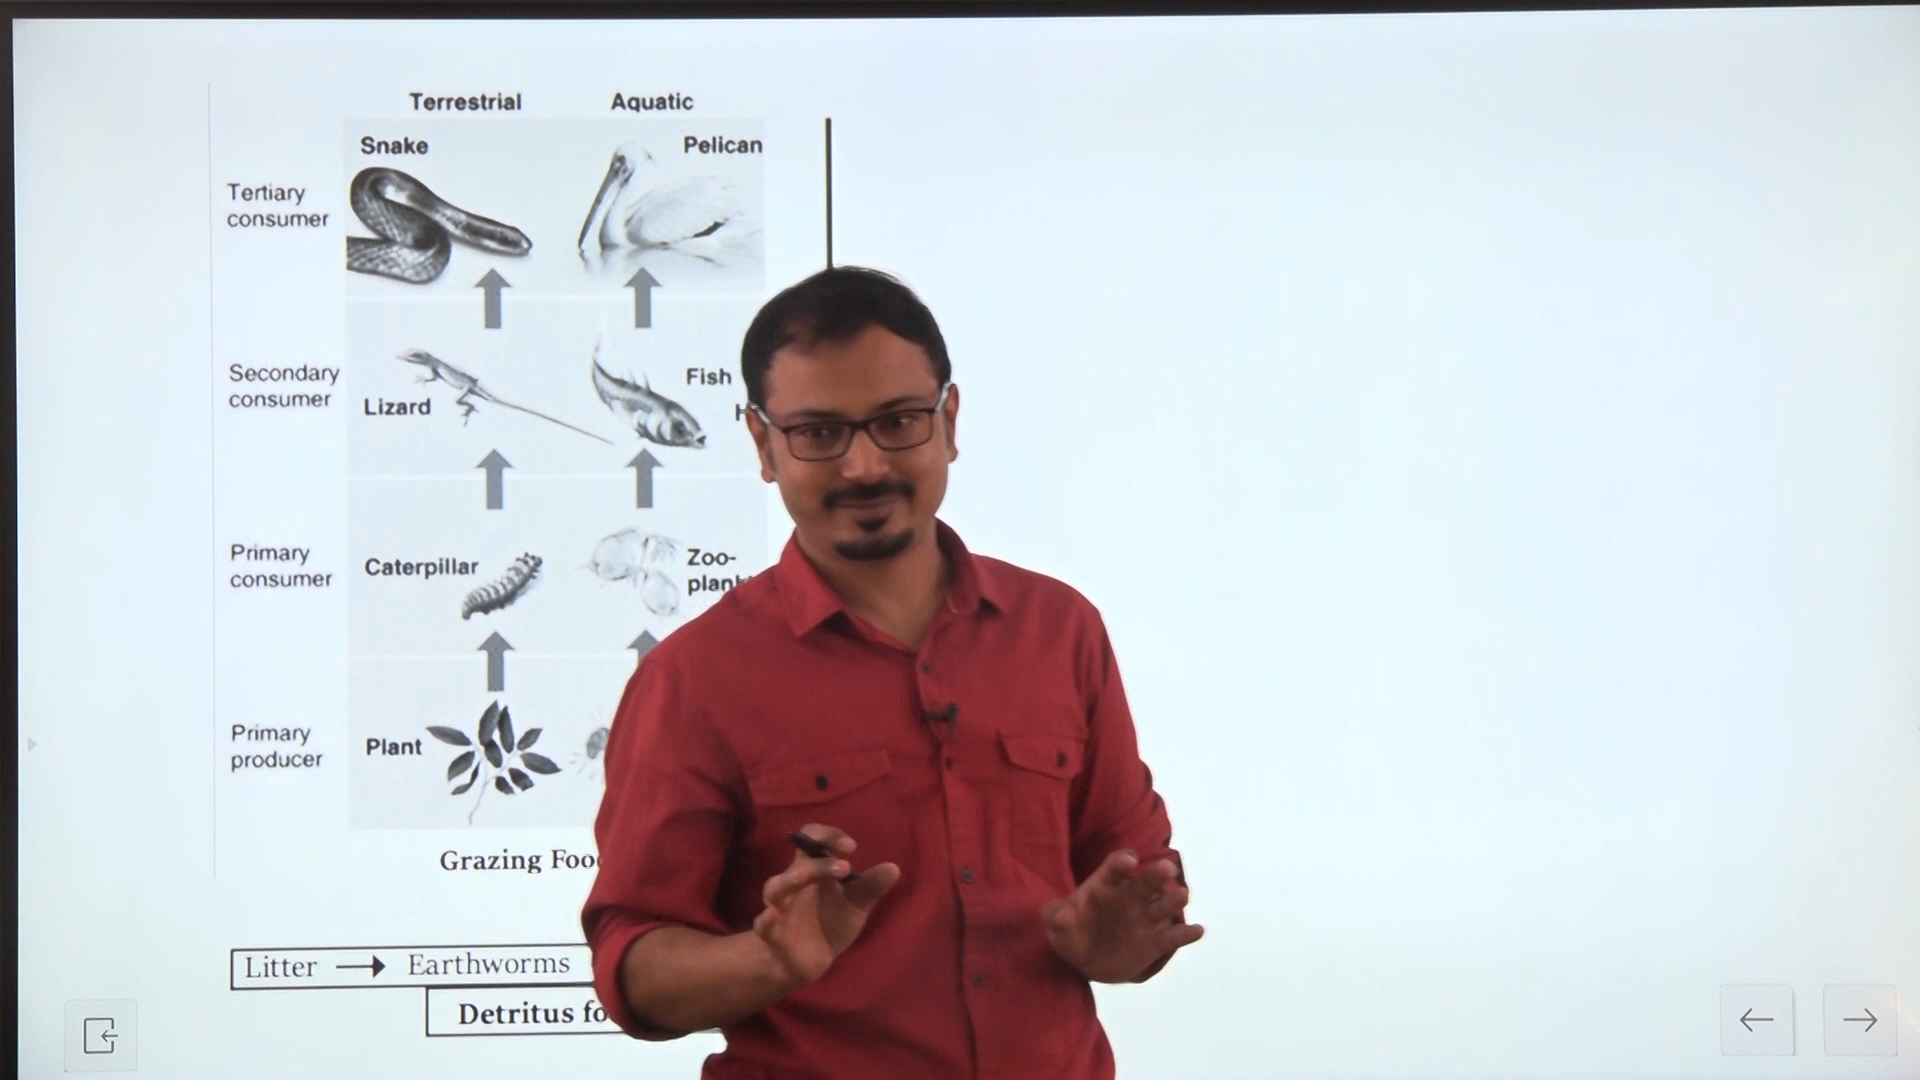 Terrestrial Aquatic
Snake Pelican
Tertiary
consumer
Secondary
consumer
Lizard
Fish
Primary
consumer
Caterpillar
Zoo-
Primary
producer
Plant
Grazing
Litter → Earthworms
Detritus